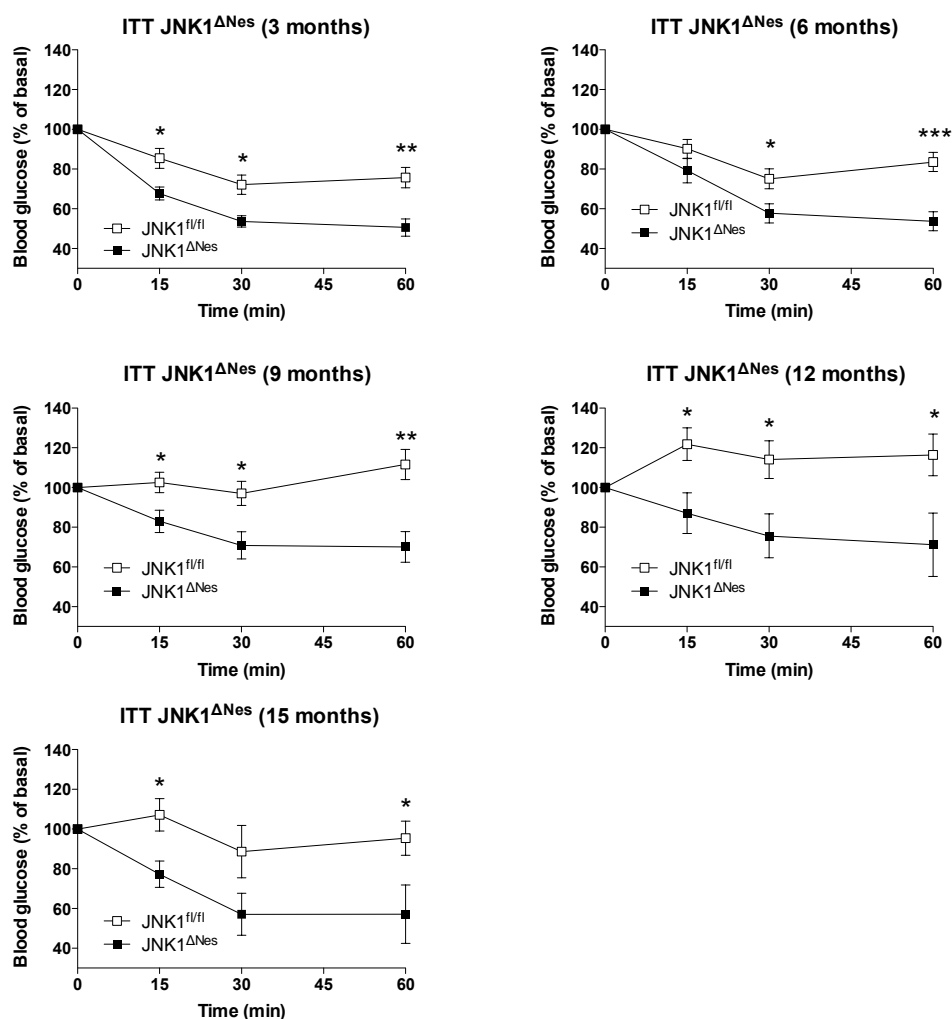 ITT JNK1ΔNes (3 months)
Blood glucose (% of basal)
140
120
100
80
60
40
*
*
**
JNK1fl/fl
JNK1ΔNes
0 15 30 45 60
Time (min)
ITT JNK1ΔNes (6 months)
Blood glucose (% of basal)
140
120
100
80
60
40
*
***
JNK1fl/fl
JNK1ΔNes
0 15 30 45 60
Time (min)
ITT JNK1ΔNes (9 months)
Blood glucose (% of basal)
140
120
100
80
60
40
*
*
**
JNK1fl/fl
JNK1ΔNes
0 15 30 45 60
Time (min)
ITT JNK1ΔNes (12 months)
Blood glucose (% of basal)
140
120
100
80
60
40
*
*
*
JNK1fl/fl
JNK1ΔNes
0 15 30 45 60
Time (min)
ITT JNK1ΔNes (15 months)
Blood glucose (% of basal)
140
120
100
80
60
40
*
*
JNK1fl/fl
JNK1ΔNes
0 15 30 45 60
Time (min)